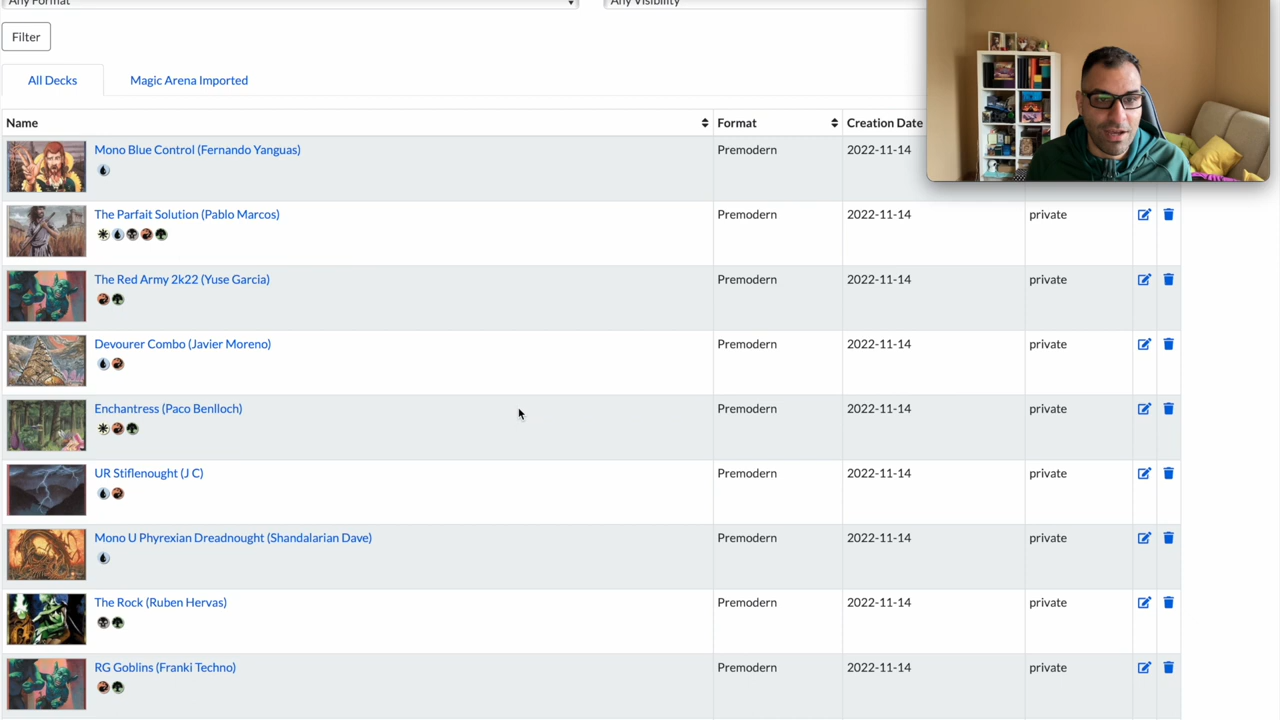 Any Format
Any Visibility
Filter
All Decks
Magic Arena Imported
Name
Format
Creation Date
Mono Blue Control (Fernando Yanguas)
Premodern
2022-11-14
The Parfait Solution (Pablo Marcos)
Premodern
2022-11-14
private
The Red Army 2k22 (Yuse Garcia)
Premodern
2022-11-14
private
Devourer Combo (Javier Moreno)
Premodern
2022-11-14
private
Enchantress (Paco Benlloch)
Premodern
2022-11-14
private
UR Stiflenought (J C)
Premodern
2022-11-14
private
Mono U Phyrexian Dreadnought (Shandalarian Dave)
Premodern
2022-11-14
private
The Rock (Ruben Hervas)
Premodern
2022-11-14
private
RG Goblins (Franki Techno)
Premodern
2022-11-14
private